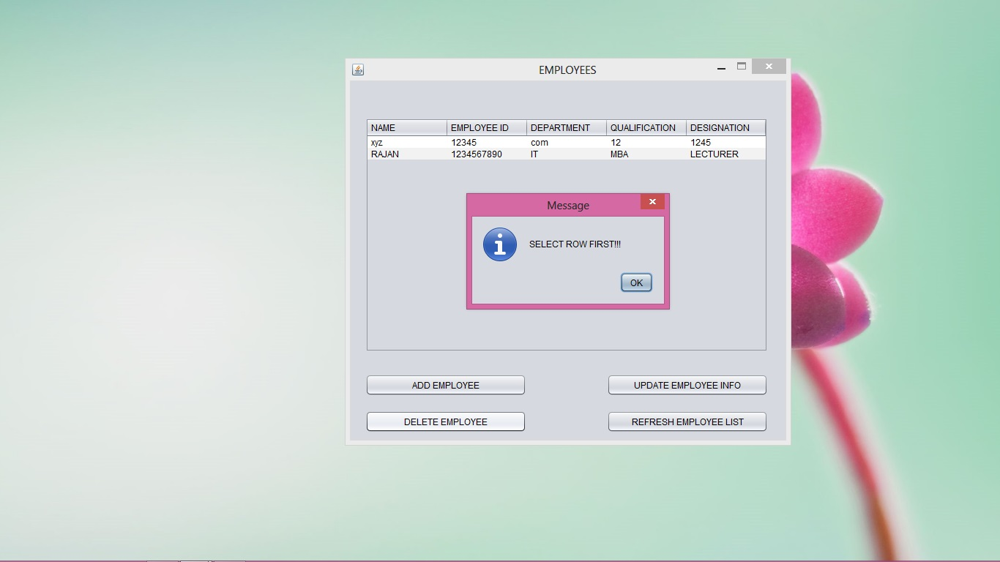 EMPLOYEES
NAME EMPLOYEE ID DEPARTMENT QUALIFICATION DESIGNATION
xyz 12345 com 12 1245
RAJAN 1234567890 IT MBA LECTURER
Message
SELECT ROW FIRST!!!
OK
ADD EMPLOYEE UPDATE EMPLOYEE INFO
DELETE EMPLOYEE REFRESH EMPLOYEE LIST